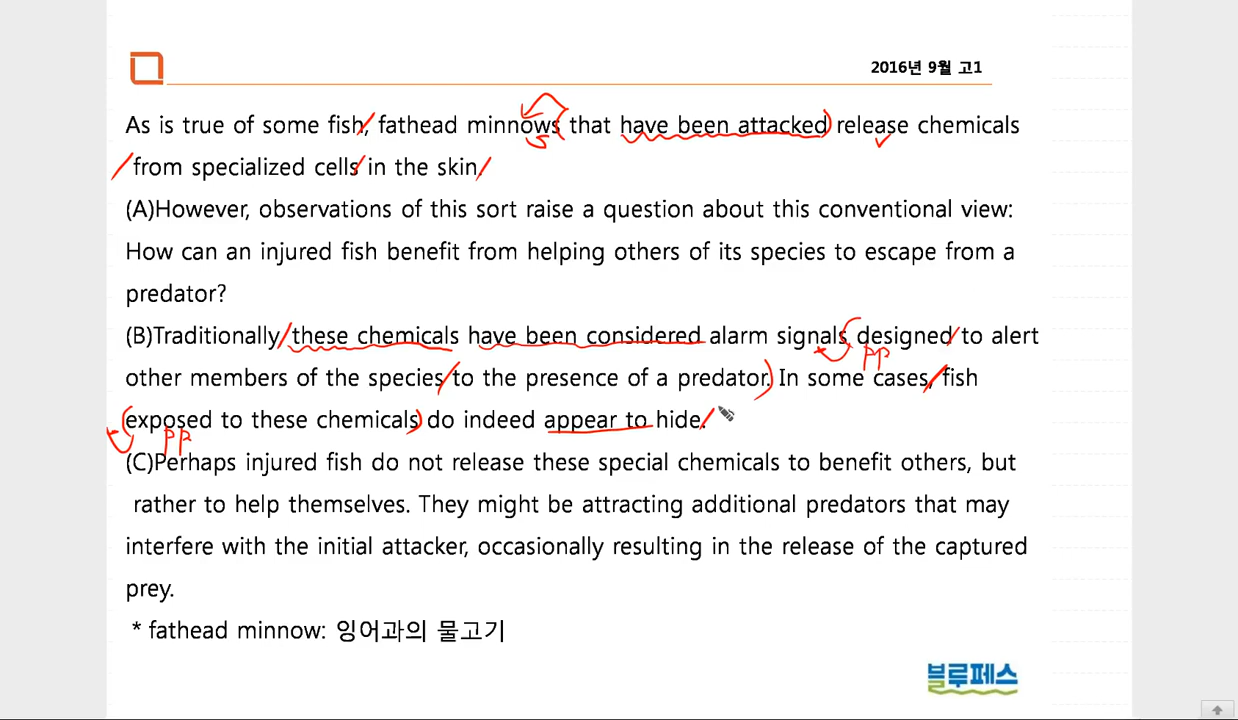 2016년 9월 고1
As is true of some fish, fathead minnows that have been attacked release chemicals
from specialized cells in the skin.
(A)However, observations of this sort raise a question about this conventional view:
How can an injured fish benefit from helping others of its species to escape from a
predator?
(B)Traditionally these chemicals have been considered alarm signals, designed to alert
pp
other members of the species to the presence of a predator. In some cases, fish
exposed to these chemicals do indeed appear to hide.
pp
(C)Perhaps injured fish do not release these special chemicals to benefit others, but
rather to help themselves. They might be attracting additional predators that may
interfere with the initial attacker, occasionally resulting in the release of the captured
prey.
* fathead minnow: 잉어과의 물고기
블루페스